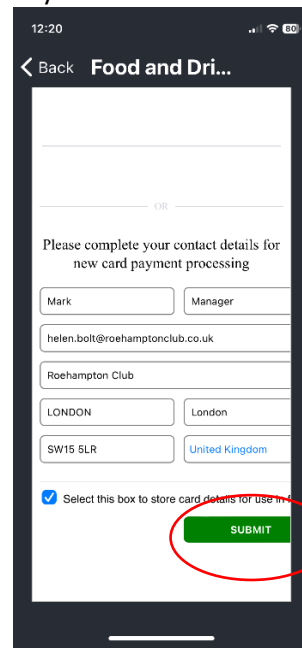 12:20 80
Back Food and Dri...
OR
Please complete your contact details for
new card payment processing
Mark Manager
helen.bolt@roehamptonclub.co.uk
Roehampton Club
LONDON London
SW15 5LR United Kingdom
Select this box to store card details for use in
SUBMIT